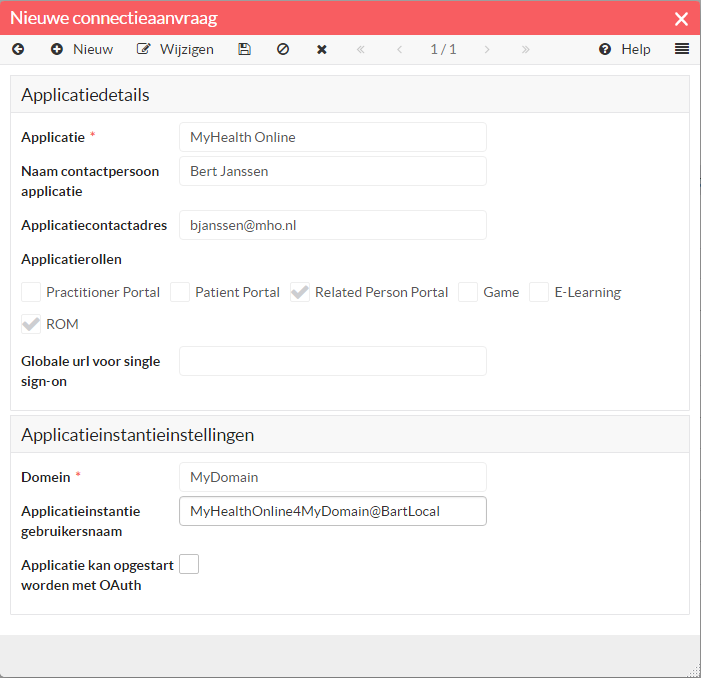 Nieuwe connectieaanvraag
Nieuw Wijzigen « ‹ 1 / 1 › » Help
Applicatiedetails
Applicatie * MyHealth Online
Naam contactpersoon applicatie Bert Janssen
Applicatiecontactadres bjanssen@mho.nl
Applicatierollen
Practitioner Portal Patient Portal Related Person Portal Game E-Learning
ROM
Globale url voor single sign-on
Applicatieinstantieinstellingen
Domein * MyDomain
Applicatieinstantie gebruikersnaam MyHealthOnline4MyDomain@BartLocal
Applicatie kan opgestart worden met OAuth